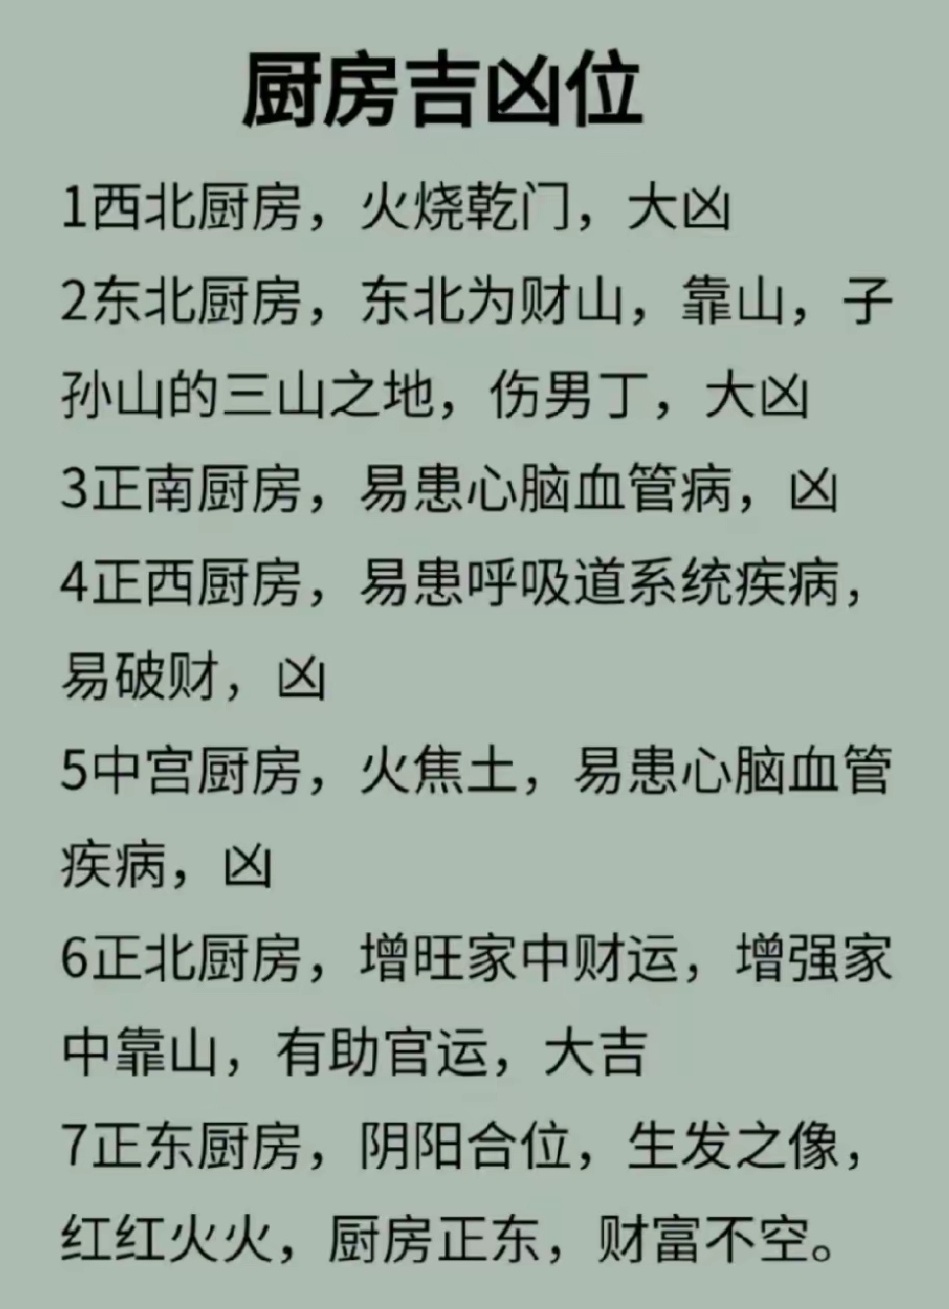 厨房吉凶位
1西北厨房，火烧乾门，大凶
2东北厨房，东北为财山，靠山，子
孙山的三山之地，伤男丁，大凶
3正南厨房，易患心脑血管病，凶
4正西厨房，易患呼吸道系统疾病，
易破财，凶
5中宫厨房，火焦土，易患心脑血管
疾病，凶
6正北厨房，增旺家中财运，增强家
中靠山，有助官运，大吉
7正东厨房，阴阳合位，生发之像，
红红火火，厨房正东，财富不空。